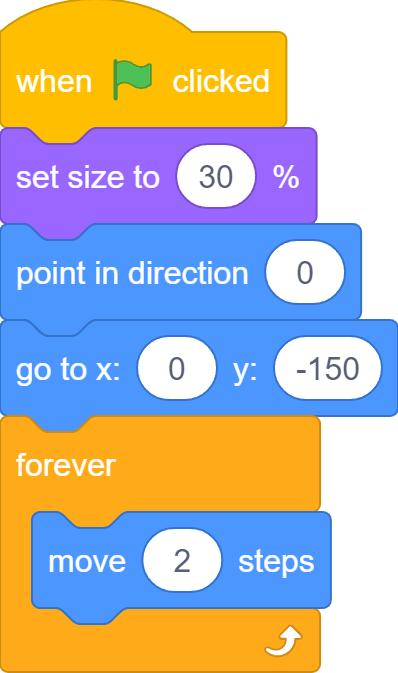 when clicked
set size to 30 %
point in direction 0
go to x: 0 y: -150
forever
move 2 steps